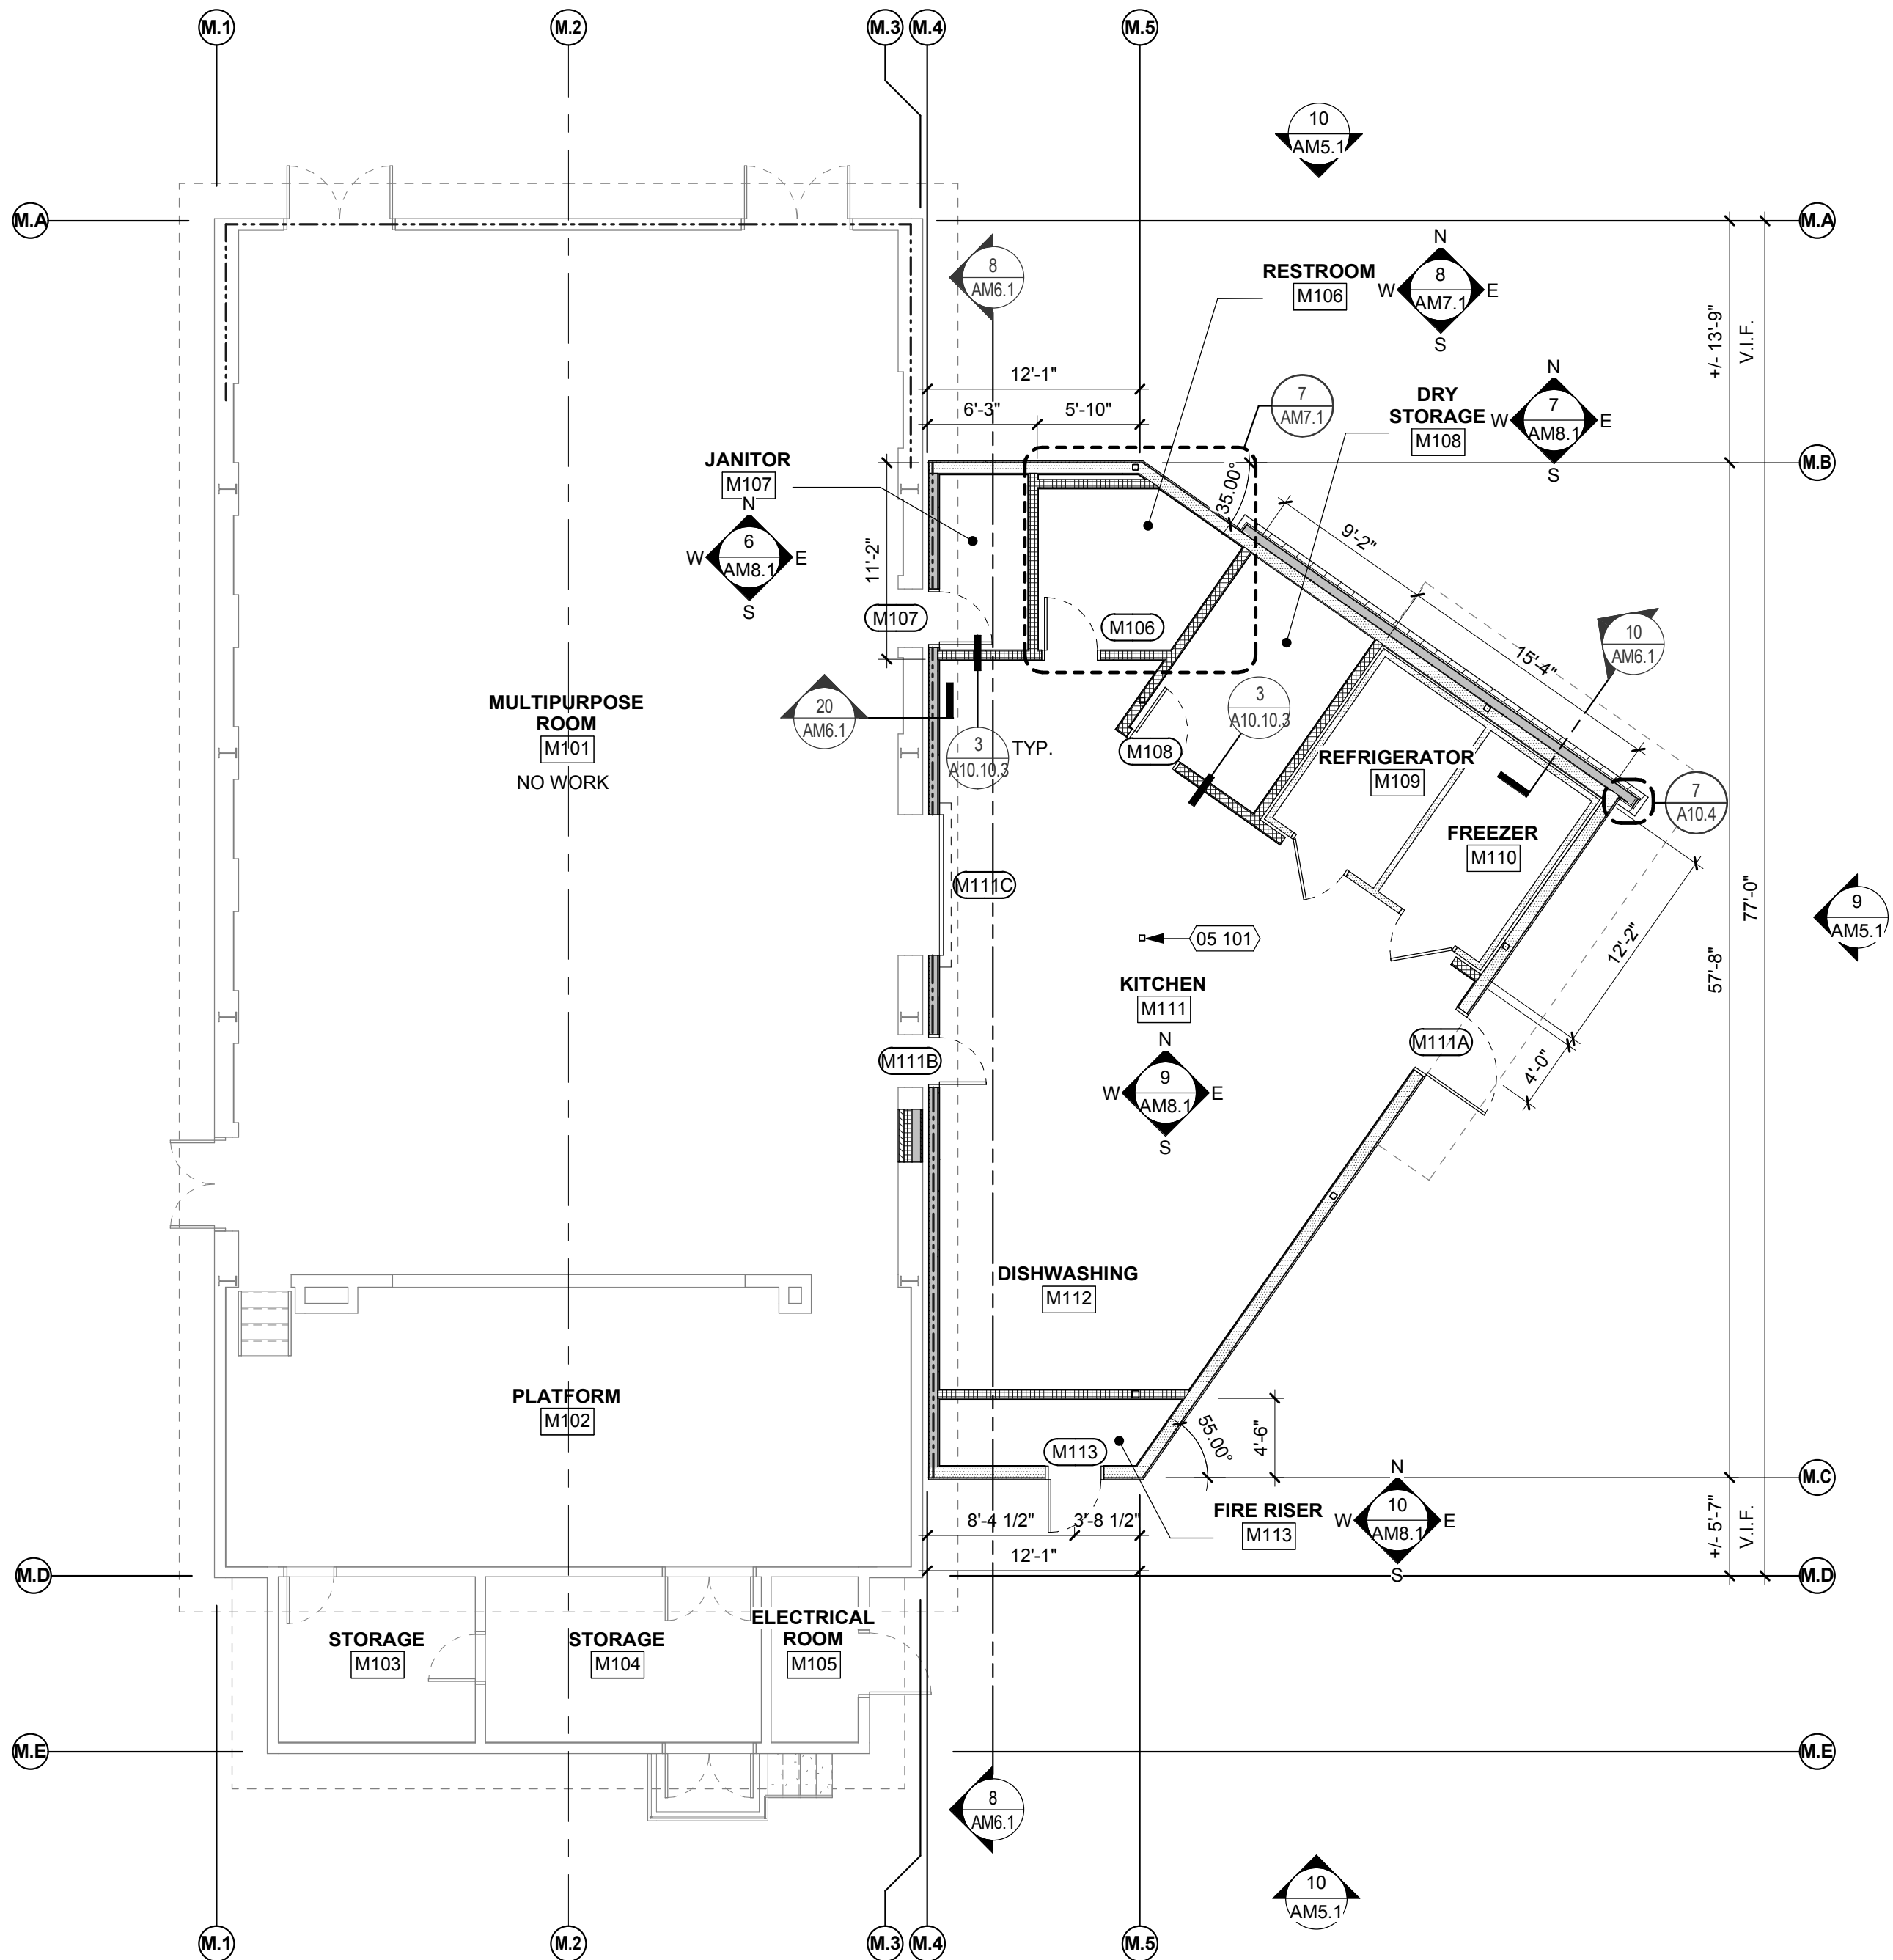 M.1
M.2
M.3
M.4
M.5
10
AM5.1
M.A
M.A
8
AM6.1
RESTROOM
M106
N
W
8
AM7.1
E
S
+/- 13'-9"
V.I.F.
12'-1"
6'-3"
5'-10"
7
AM7.1
DRY
STORAGE
M108
N
W
7
AM8.1
E
S
M.B
JANITOR
M107
N
W
6
AM8.1
E
S
11'-2"
35.00°
9'-2"
M107
M106
15'-4"
10
AM6.1
MULTIPURPOSE
ROOM
M101
NO WORK
20
AM6.1
3
A10.10.3
TYP.
3
A10.10.3
M108
REFRIGERATOR
M109
FREEZER
M110
7
A10.4
M111C
05 101
77'-0"
57'-8"
12'-2"
9
AM5.1
KITCHEN
M111
N
W
9
AM8.1
E
S
M111B
M111A
4'-0"
DISHWASHING
M112
PLATFORM
M102
M113
55.00°
4'-6"
M.C
8'-4 1/2"
3'-8 1/2"
12'-1"
FIRE RISER
M113
N
W
10
AM8.1
E
S
+/- 5'-7"
V.I.F.
M.D
M.D
STORAGE
M103
STORAGE
M104
ELECTRICAL
ROOM
M105
M.E
M.E
8
AM6.1
10
AM5.1
M.1
M.2
M.3
M.4
M.5